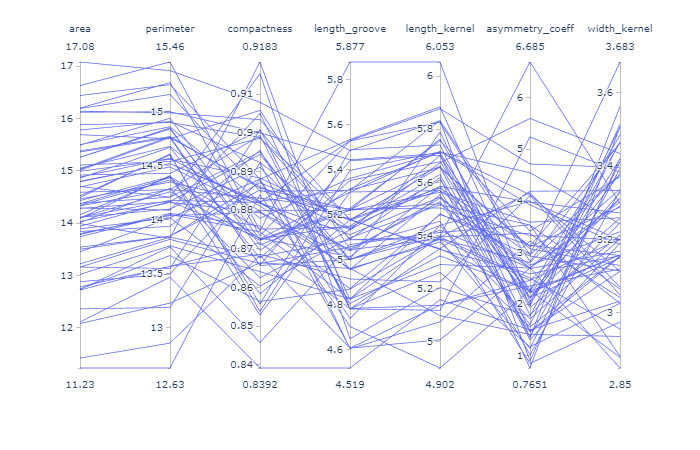 area perimeter compactness length_groove length_kernel asymmetry_coeff width_kernel
17.08 15.46 0.9183 5.877 6.053 6.685 3.683
17 16 15 14 13 12
15 14.5 14 13.5 13
0.91 0.9 0.89 0.88 0.87 0.86 0.85 0.84
5.8 5.6 5.4 5.2 5 4.8 4.6
6 5.8 5.6 5.4 5.2 5
6 5 4 3 2 1
3.6 3.4 3.2 3
11.23 12.63 0.8392 4.519 4.902 0.7651 2.85